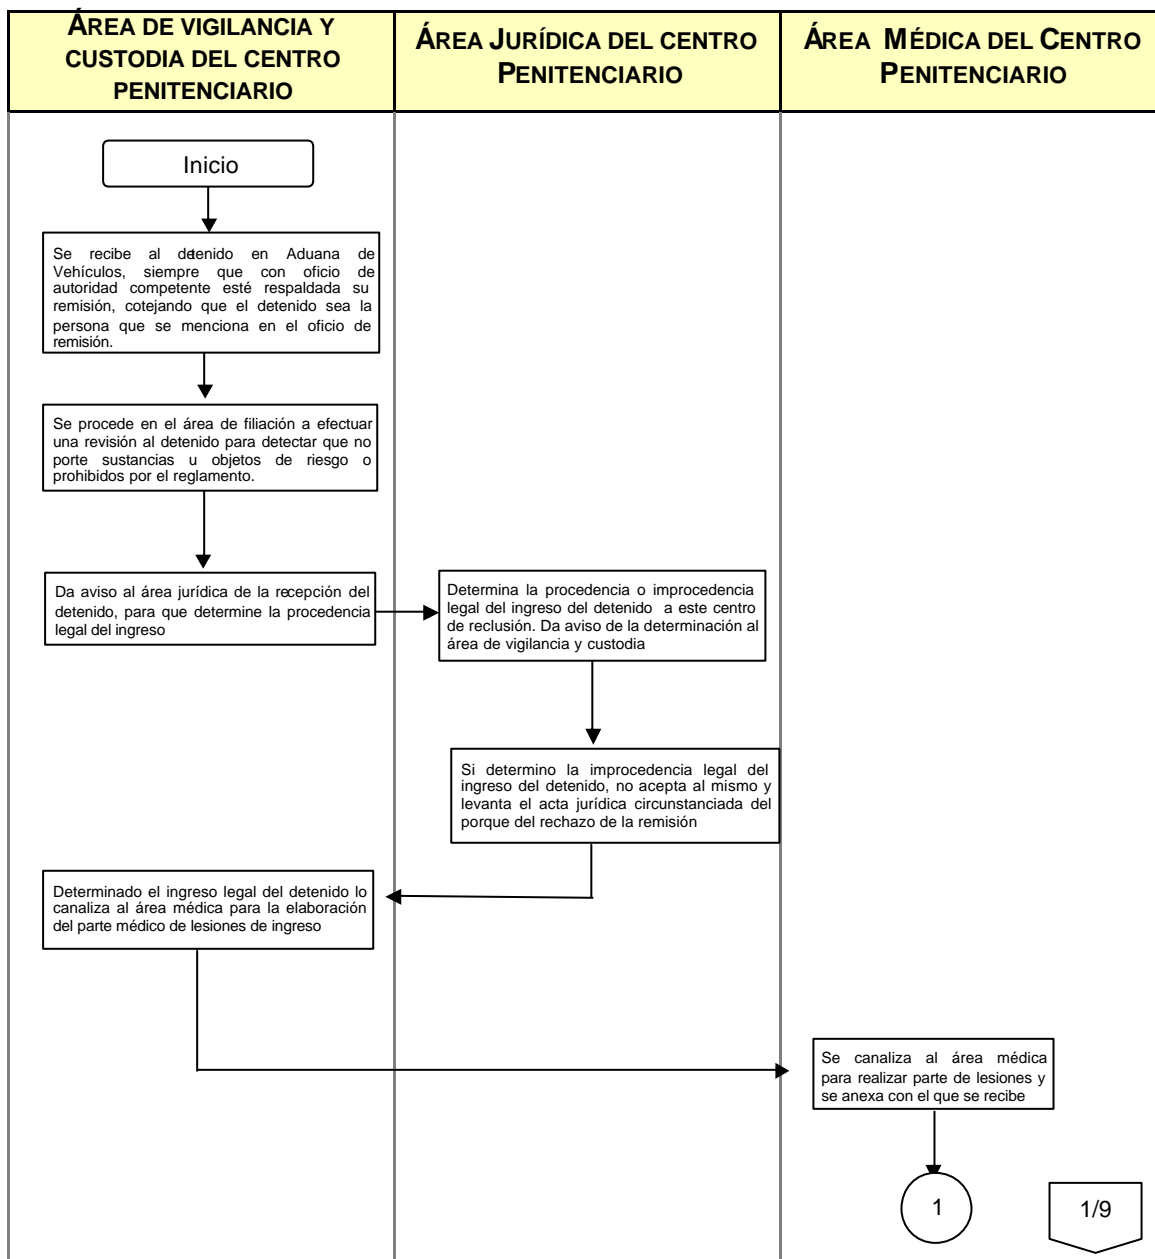 ÁREA DE VIGILANCIA Y
CUSTODIA DEL CENTRO
PENITENCIARIO
ÁREA JURÍDICA DEL CENTRO
PENITENCIARIO
ÁREA MÉDICA DEL CENTRO
PENITENCIARIO
Inicio
Se recibe al detenido en Aduana de
Vehículos, siempre que con oficio de
autoridad competente esté respaldada su
remisión, cotejando que el detenido sea la
persona que se menciona en el oficio de
remisión.
Se procede en el área de filiación a efectuar
una revisión al detenido para detectar que no
porte sustancias u objetos de riesgo o
prohibidos por el reglamento.
Da aviso al área jurídica de la recepción del
detenido, para que determine la procedencia
legal del ingreso
Determina la procedencia o improcedencia
legal del ingreso del detenido a este centro
de reclusión. Da aviso de la determinación al
área de vigilancia y custodia
Si determino la improcedencia legal del
ingreso del detenido, no acepta al mismo y
levanta el acta jurídica circunstanciada del
porque del rechazo de la remisión
Determinado el ingreso legal del detenido lo
canaliza al área médica para la elaboración
del parte médico de lesiones de ingreso
Se canaliza al área médica
para realizar parte de lesiones y
se anexa con el que se recibe
1
1/9